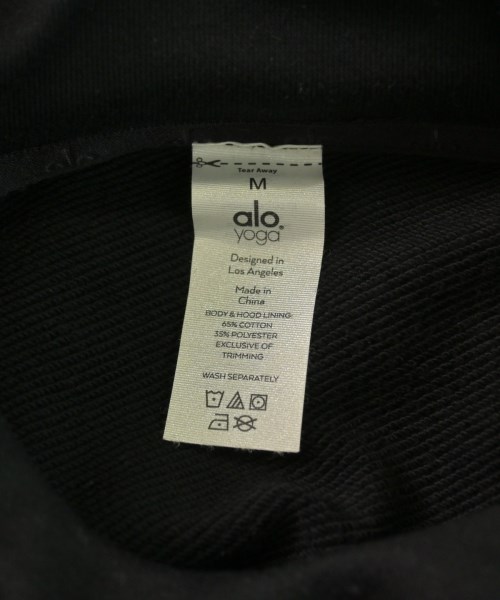 Tear Away
M
alo
yoga
Designed in
Los Angeles
Made in
China
BODY & HOOD LINING:
65% COTTON
35% POLYESTER
EXCLUSIVE OF
TRIMMING
WASH SEPARATELY